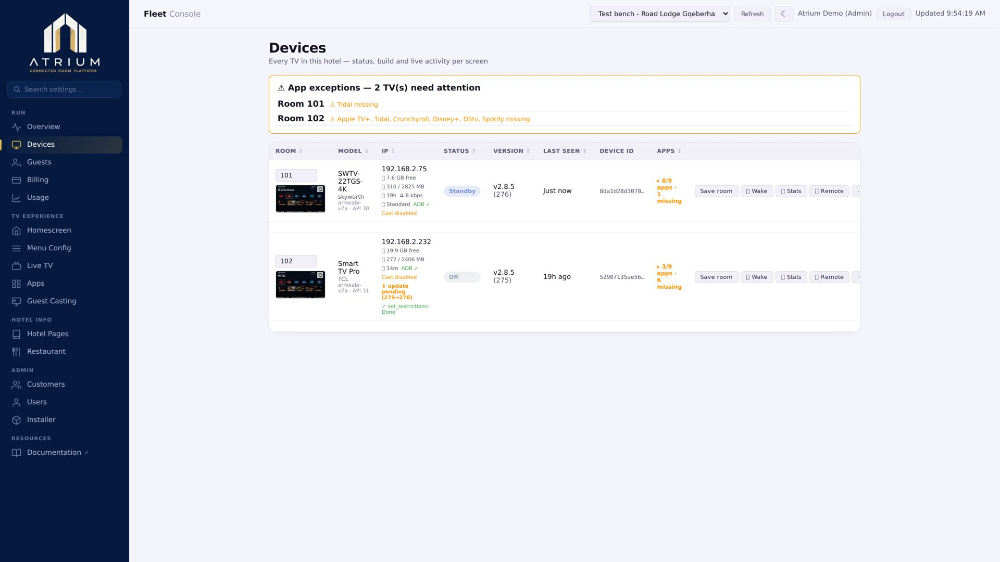 ATRIUM
CONNECTED ROOM PLATFORM
Search settings...
RUN
Overview
Devices
Guests
Billing
Usage
TV EXPERIENCE
Homescreen
Menu Config
Live TV
Apps
Guest Casting
HOTEL INFO
Hotel Pages
Restaurant
ADMIN
Customers
Users
Installer
RESOURCES
Documentation ↗
Fleet Console
Test bench - Road Lodge Gqeberha
Refresh
☾
Atrium Demo (Admin)
Logout
Updated 9:54:19 AM
Devices
Every TV in this hotel — status, build and live activity per screen
⚠ App exceptions — 2 TV(s) need attention
Room 101 ⚠ Tidal missing
Room 102 ⚠ Apple TV+, Tidal, Crunchyroll, Disney+, DStv, Spotify missing
ROOM ↕ MODEL ↕ IP ↕ STATUS ↕ VERSION ↕ LAST SEEN ↕ DEVICE ID APPS ↕
101
SWTV-
22TGS-
4K
skyworth
armeabi-
v7a · API 30
192.168.2.75
7.6 GB free
310 / 2825 MB
19h ⇊ 8 kbps
Standard ADB ✓
Cast disabled
Standby
v2.8.5
(276)
Just now
8da1d28d3070…
▸ 8/9
apps ·
1
missing
Save room
Wake
Stats
Remote
102
Smart
TV Pro
TCL
armeabi-
v7a · API 31
192.168.2.232
19.9 GB free
272 / 2406 MB
14m ADB ✓
Cast disabled
⬆ update
pending
(275→276)
✓ set_restrictions:
Done
Off
v2.8.5
(275)
19h ago
52907135ae56…
▸ 3/9
apps ·
6
missing
Save room
Wake
Stats
Remote